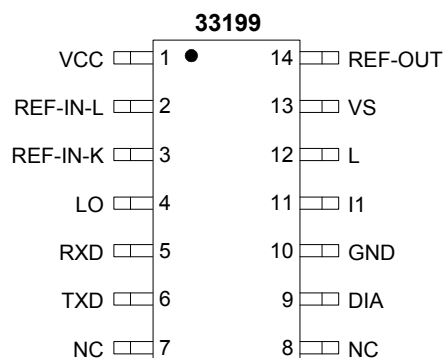 33199
VCC 1 14 REF-OUT
REF-IN-L 2 13 VS
REF-IN-K 3 12 L
LO 4 11 I1
RXD 5 10 GND
TXD 6 9 DIA
NC 7 8 NC